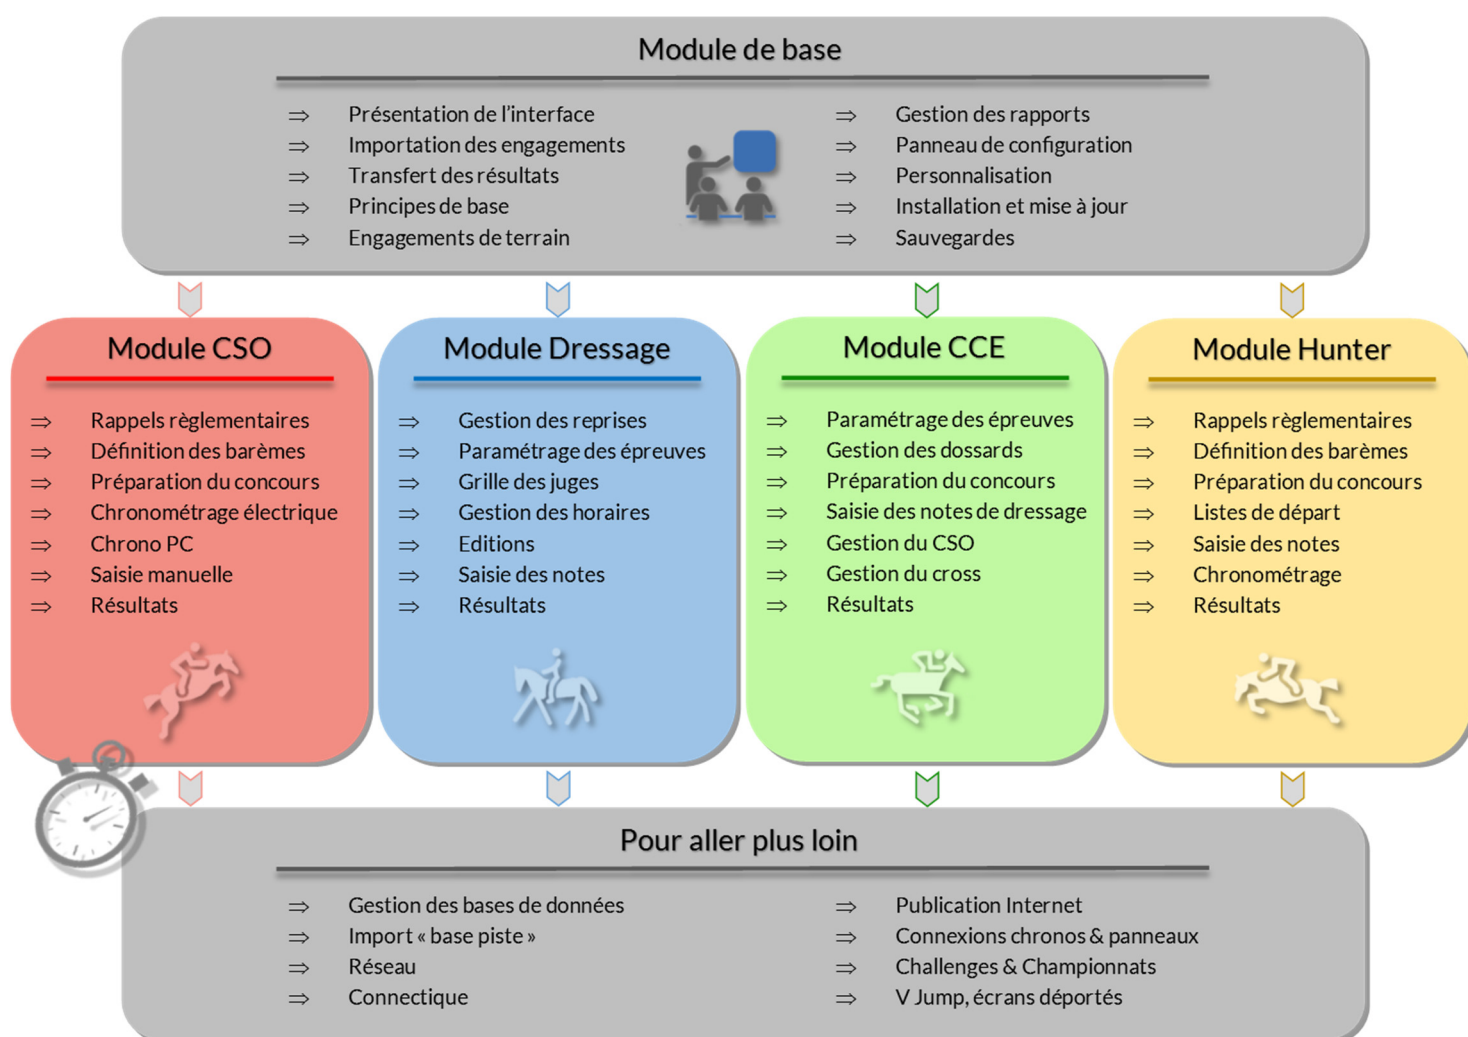 Module de base
⇒ Présentation de l’interface
⇒ Importation des engagements
⇒ Transfert des résultats
⇒ Principes de base
⇒ Engagements de terrain
⇒ Gestion des rapports
⇒ Panneau de configuration
⇒ Personnalisation
⇒ Installation et mise à jour
⇒ Sauvegardes
Module CSO
⇒ Rappels règlementaires
⇒ Définition des barèmes
⇒ Préparation du concours
⇒ Chronométrage électrique
⇒ Chrono PC
⇒ Saisie manuelle
⇒ Résultats
Module Dressage
⇒ Gestion des reprises
⇒ Paramétrage des épreuves
⇒ Grille des juges
⇒ Gestion des horaires
⇒ Editions
⇒ Saisie des notes
⇒ Résultats
Module CCE
⇒ Paramétrage des épreuves
⇒ Gestion des dossards
⇒ Préparation du concours
⇒ Saisie des notes de dressage
⇒ Gestion du CSO
⇒ Gestion du cross
⇒ Résultats
Module Hunter
⇒ Rappels règlementaires
⇒ Définition des barèmes
⇒ Préparation du concours
⇒ Listes de départ
⇒ Saisie des notes
⇒ Chronométrage
⇒ Résultats
Pour aller plus loin
⇒ Gestion des bases de données
⇒ Import « base piste »
⇒ Réseau
⇒ Connectique
⇒ Publication Internet
⇒ Connexions chronos & panneaux
⇒ Challenges & Championnats
⇒ V Jump, écrans déportés